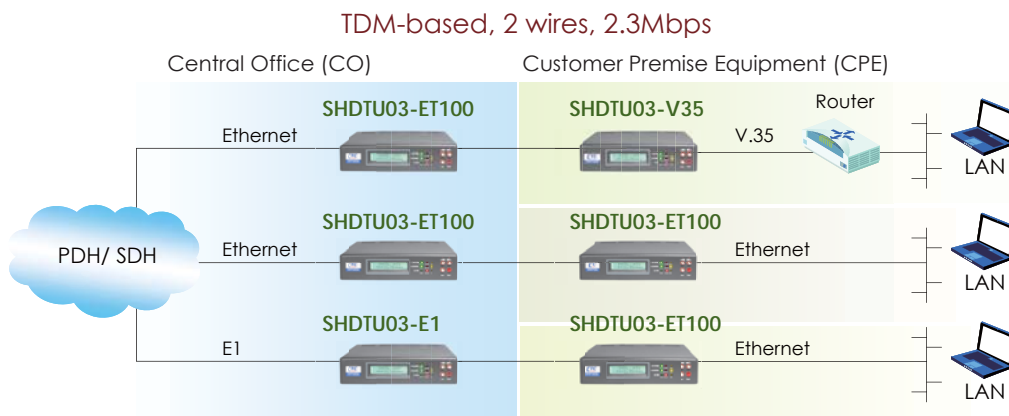 TDM-based, 2 wires, 2.3Mbps
Central Office (CO)
Customer Premise Equipment (CPE)
SHDTU03-ET100
SHDTU03-V35
Router
Ethernet
V.35
LAN
SHDTU03-ET100
SHDTU03-ET100
PDH/ SDH
Ethernet
Ethernet
LAN
SHDTU03-E1
SHDTU03-ET100
E1
Ethernet
LAN